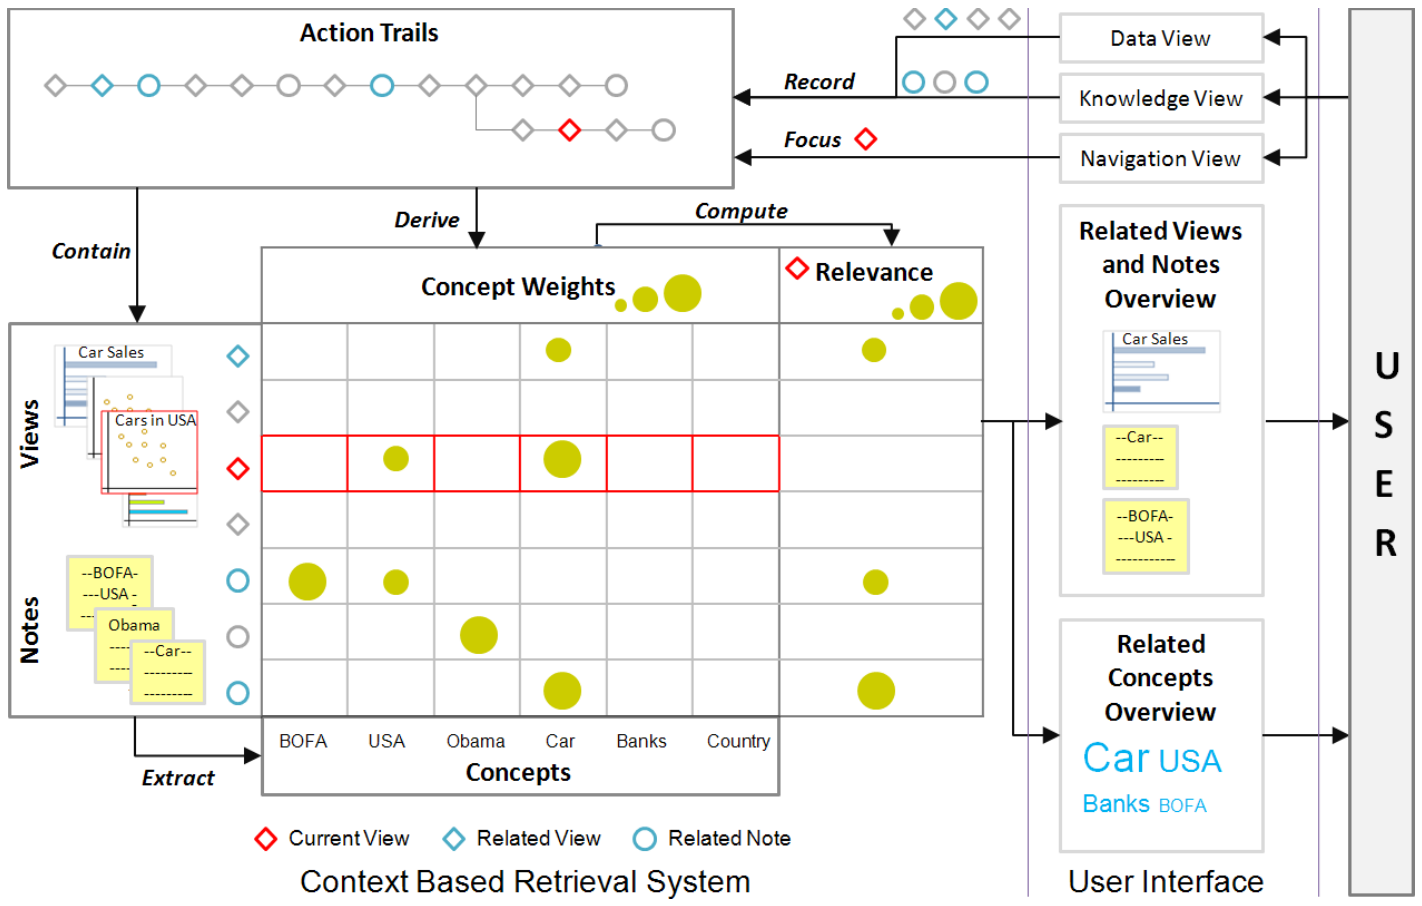 Action Trails
Record
Focus
Data View
Knowledge View
Navigation View
Contain
Derive
Compute
Concept Weights
Relevance
Views
Car Sales
Cars in USA
Notes
--BOFA-
---USA -
Obama
--Car--
----------
----------
BOFA
USA
Obama
Car
Banks
Country
Concepts
Extract
Related Views
and Notes
Overview
Car Sales
--Car--
----------
----------
--BOFA-
---USA -
------------
Related
Concepts
Overview
Car USA
Banks BOFA
USER
Current View
Related View
Related Note
Context Based Retrieval System
User Interface